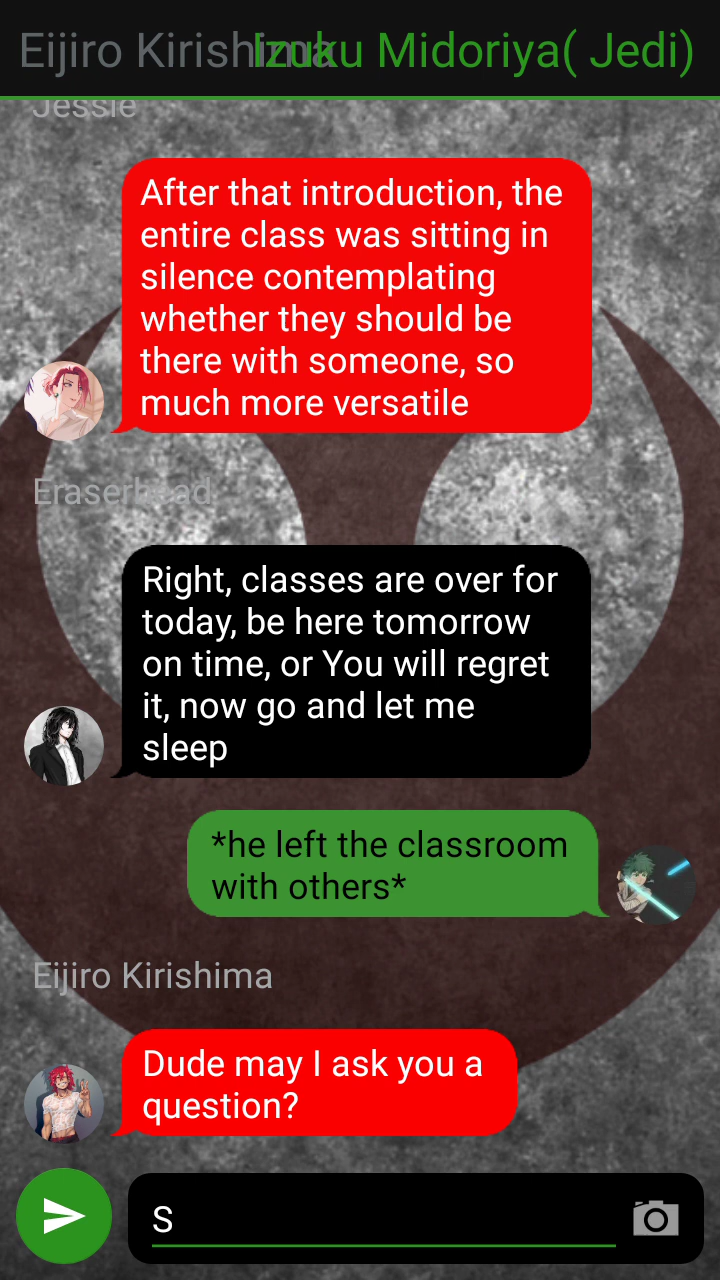 Eijiro Kirishima Izuku Midoriya( Jedi)
Jessie
After that introduction, the
entire class was sitting in
silence contemplating
whether they should be
there with someone, so
much more versatile
Eraserhead
Right, classes are over for
today, be here tomorrow
on time, or You will regret
it, now go and let me
sleep
*he left the classroom
with others*
Eijiro Kirishima
Dude may I ask you a
question?
S